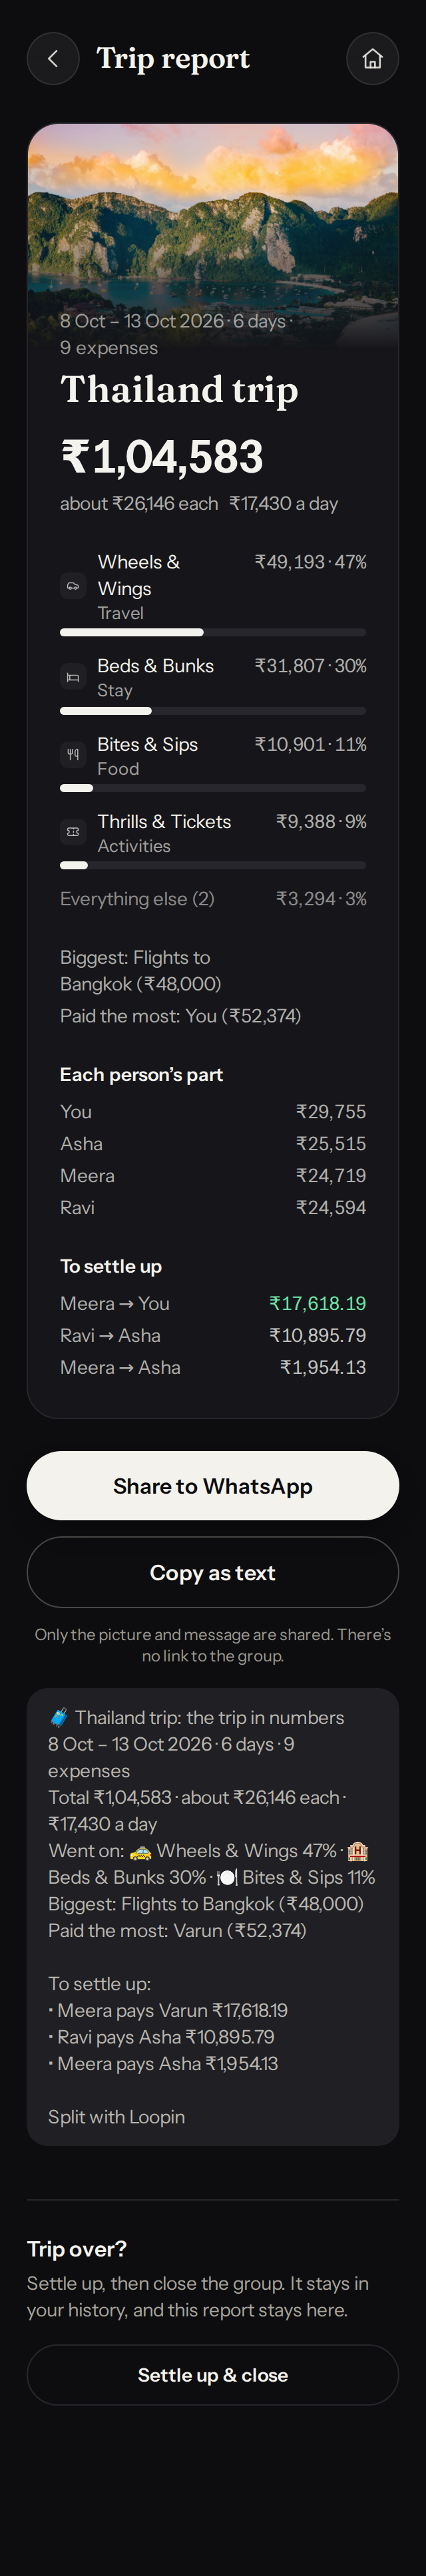 Trip report
8 Oct – 13 Oct 2026 · 6 days ·
9 expenses
Thailand trip
₹1,04,583
about ₹26,146 each ₹17,430 a day
Wheels & Wings ₹49,193 · 47%
Travel
Beds & Bunks ₹31,807 · 30%
Stay
Bites & Sips ₹10,901 · 11%
Food
Thrills & Tickets ₹9,388 · 9%
Activities
Everything else (2) ₹3,294 · 3%
Biggest: Flights to
Bangkok (₹48,000)
Paid the most: You (₹52,374)
Each person’s part
You ₹29,755
Asha ₹25,515
Meera ₹24,719
Ravi ₹24,594
To settle up
Meera → You ₹17,618.19
Ravi → Asha ₹10,895.79
Meera → Asha ₹1,954.13
Share to WhatsApp
Copy as text
Only the picture and message are shared. There’s
no link to the group.
🧳 Thailand trip: the trip in numbers
8 Oct – 13 Oct 2026 · 6 days · 9
expenses
Total ₹1,04,583 · about ₹26,146 each ·
₹17,430 a day
Went on: 🚕 Wheels & Wings 47% · 🏨
Beds & Bunks 30% · 🍽️ Bites & Sips 11%
Biggest: Flights to Bangkok (₹48,000)
Paid the most: Varun (₹52,374)
To settle up:
• Meera pays Varun ₹17,618.19
• Ravi pays Asha ₹10,895.79
• Meera pays Asha ₹1,954.13
Split with Loopin
Trip over?
Settle up, then close the group. It stays in
your history, and this report stays here.
Settle up & close